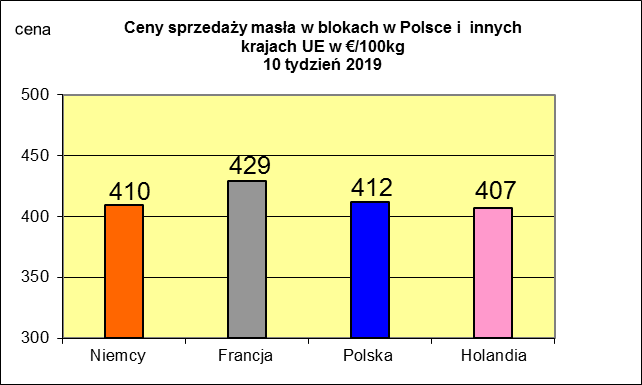 cena
Ceny sprzedaży masła w blokach w Polsce i  innych
krajach UE w €/100kg
10 tydzień 2019
500
450
400
350
300
410
429
412
407
Niemcy
Francja
Polska
Holandia